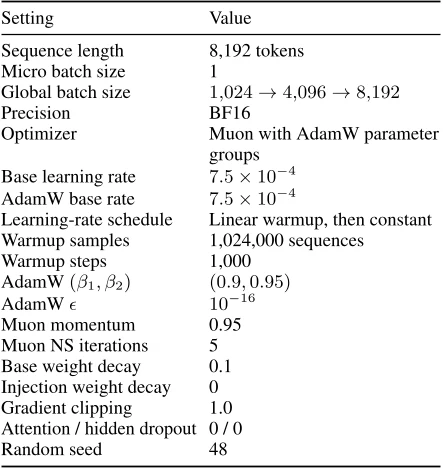 Setting Value
Sequence length 8,192 tokens
Micro batch size 1
Global batch size 1,024 → 4,096 → 8,192
Precision BF16
Optimizer Muon with AdamW parameter
groups
Base learning rate 7.5 × 10⁻⁴
AdamW base rate 7.5 × 10⁻⁴
Learning-rate schedule Linear warmup, then constant
Warmup samples 1,024,000 sequences
Warmup steps 1,000
AdamW (β₁, β₂) (0.9, 0.95)
AdamW ϵ 10⁻¹⁶
Muon momentum 0.95
Muon NS iterations 5
Base weight decay 0.1
Injection weight decay 0
Gradient clipping 1.0
Attention / hidden dropout 0 / 0
Random seed 48